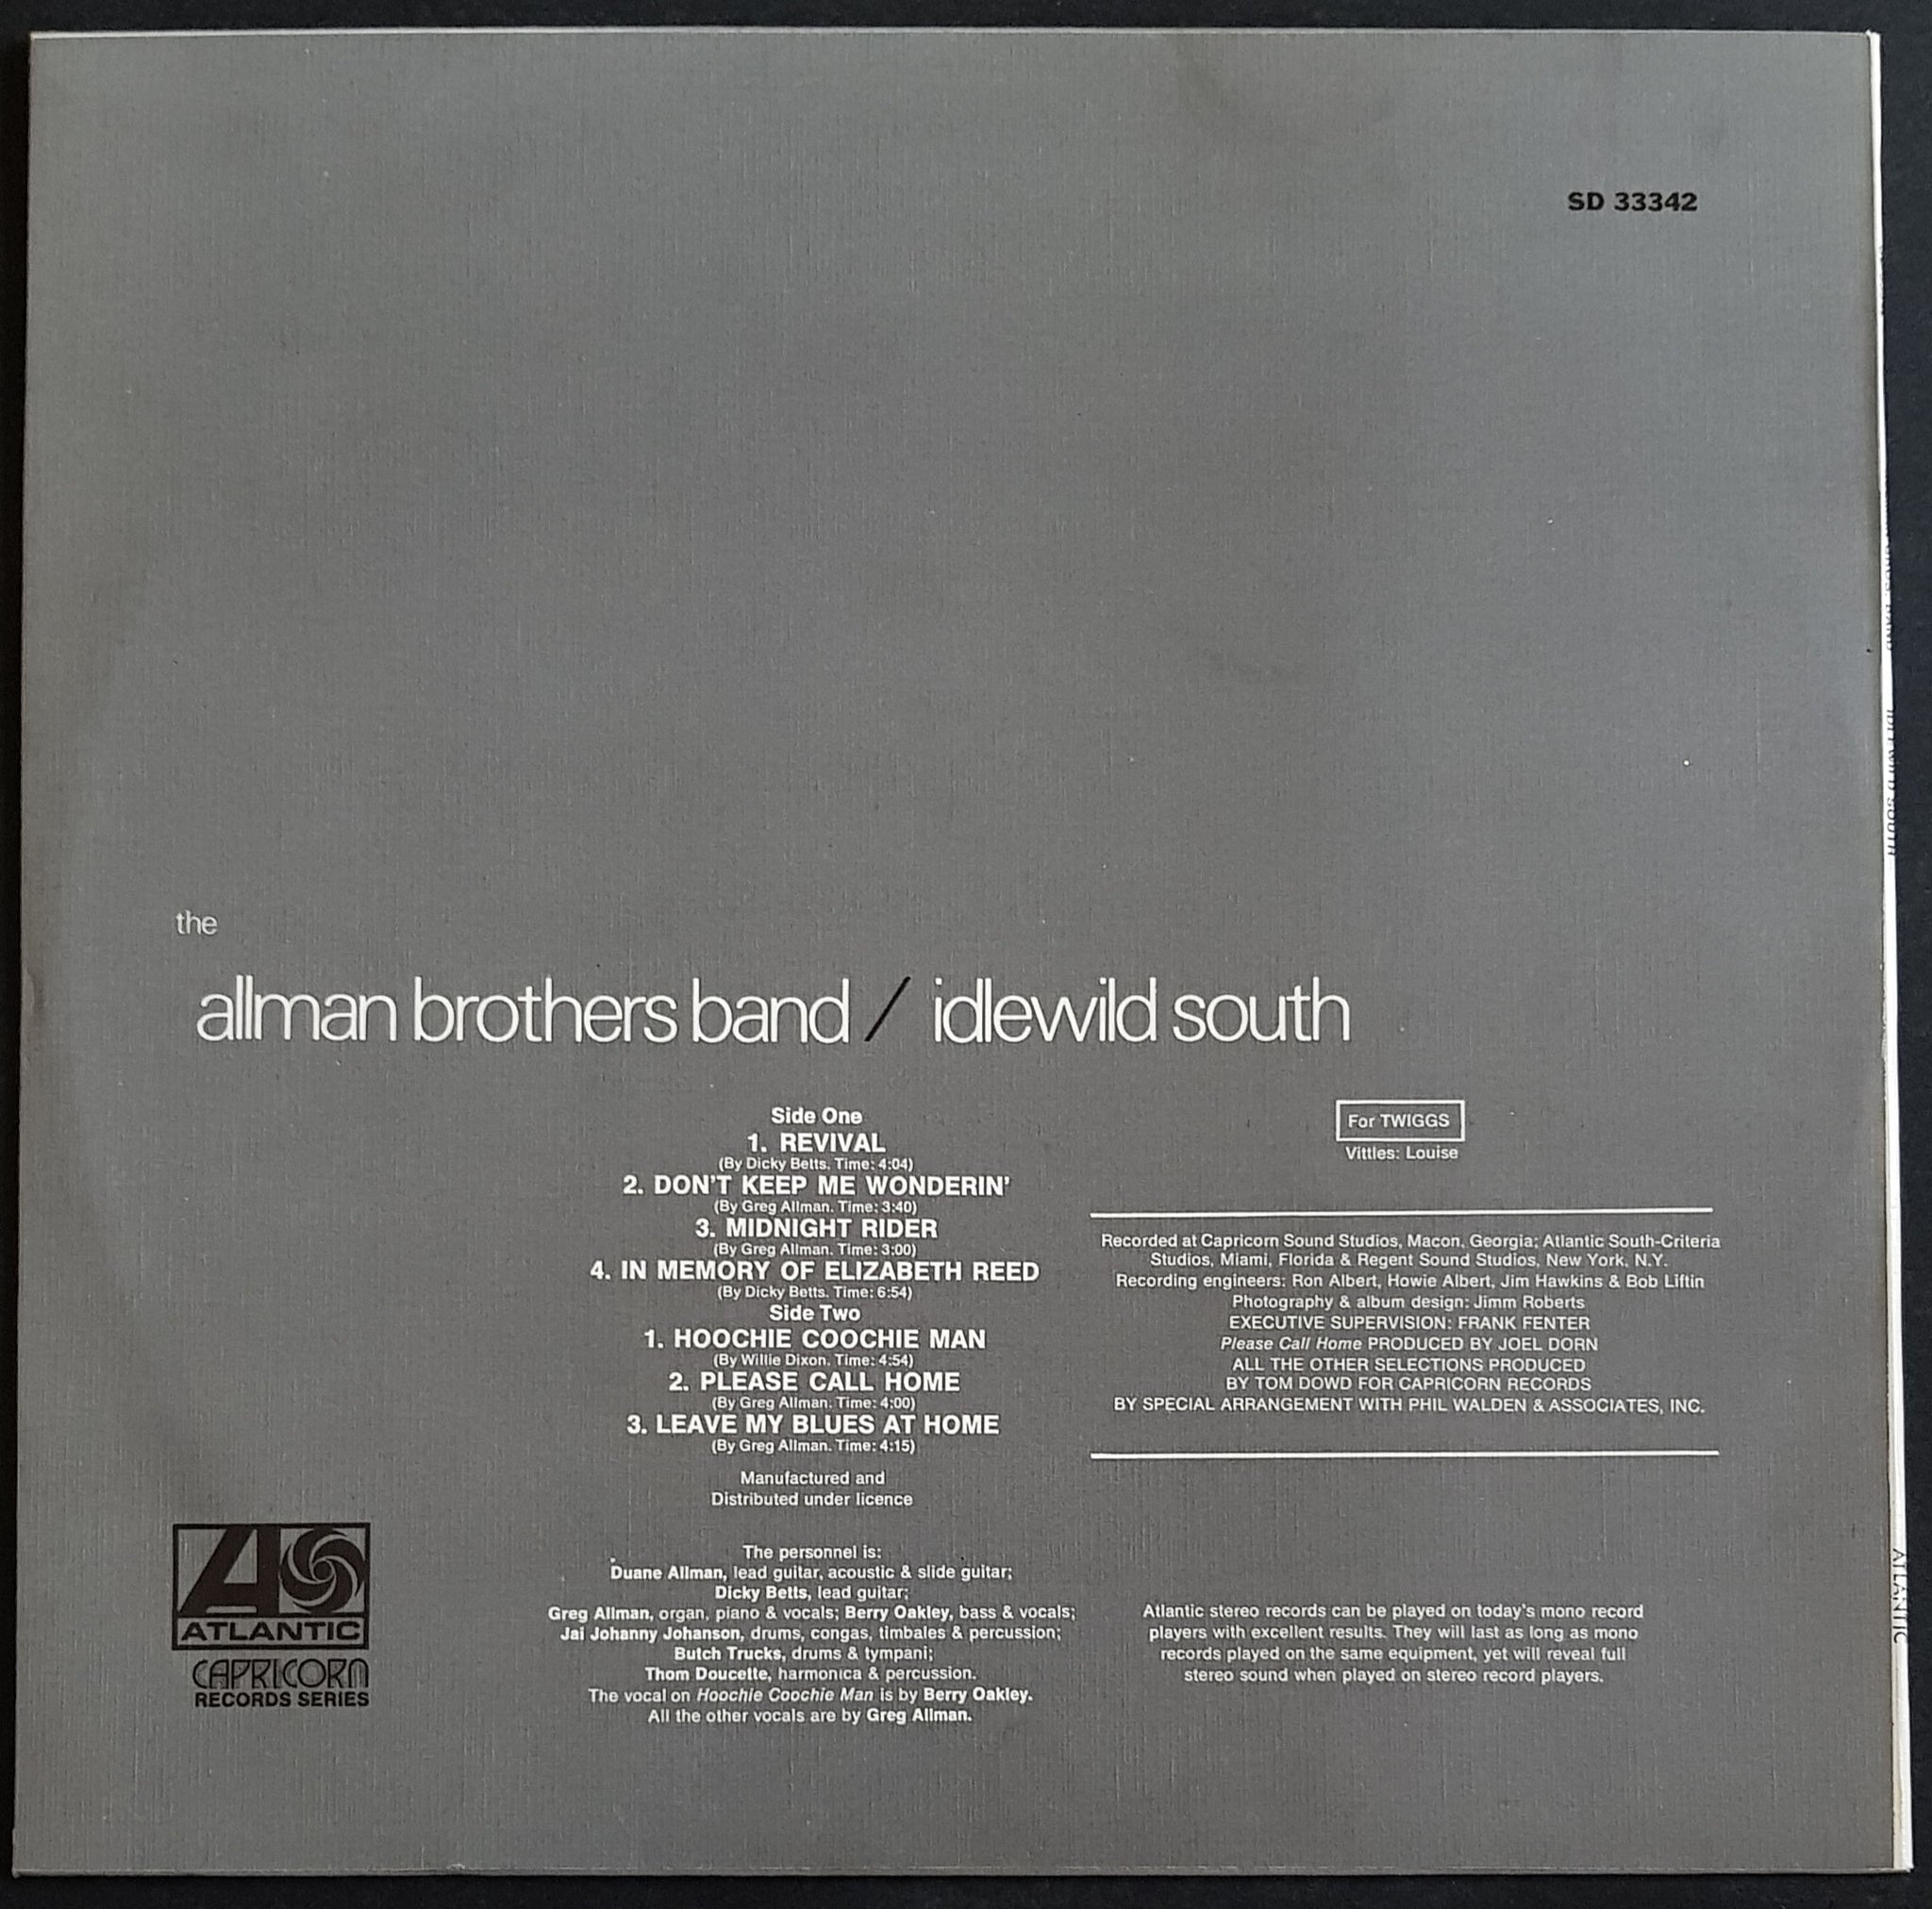 SD 33342
the
allman brothers band / idlewild south
Side One
1. REVIVAL
(By Dicky Betts. Time: 4:04)
2. DON'T KEEP ME WONDERIN'
(By Greg Allman. Time: 3:40)
3. MIDNIGHT RIDER
(By Greg Allman. Time: 3:00)
4. IN MEMORY OF ELIZABETH REED
(By Dicky Betts. Time: 6:54)
Side Two
1. HOOCHIE COOCHIE MAN
(By Willie Dixon. Time: 4:54)
2. PLEASE CALL HOME
(By Greg Allman. Time: 4:00)
3. LEAVE MY BLUES AT HOME
(By Greg Allman. Time: 4:15)
Manufactured and
Distributed under licence
The personnel is:
Duane Allman, lead guitar, acoustic & slide guitar;
Dicky Betts, lead guitar;
Greg Allman, organ, piano & vocals; Berry Oakley, bass & vocals;
Jai Johanny Johanson, drums, congas, timbales & percussion;
Butch Trucks, drums & tympani;
Thom Doucette, harmonica & percussion.
The vocal on Hoochie Coochie Man is by Berry Oakley.
All the other vocals are by Greg Allman.
For TWIGGS
Vittles: Louise
Recorded at Capricorn Sound Studios, Macon, Georgia; Atlantic South-Criteria
Studios, Miami, Florida & Regent Sound Studios, New York, N.Y.
Recording engineers: Ron Albert, Howie Albert, Jim Hawkins & Bob Liftin
Photography & album design: Jimm Roberts
EXECUTIVE SUPERVISION: FRANK FENTER
Please Call Home PRODUCED BY JOEL DORN
ALL THE OTHER SELECTIONS PRODUCED
BY TOM DOWD FOR CAPRICORN RECORDS
BY SPECIAL ARRANGEMENT WITH PHIL WALDEN & ASSOCIATES, INC.
Atlantic stereo records can be played on today's mono record
players with excellent results. They will last as long as mono
records played on the same equipment, yet will reveal full
stereo sound when played on stereo record players.
ATLANTIC
CAPRICORN
RECORDS SERIES
IDLEWILD SOUTH
ATLANTIC